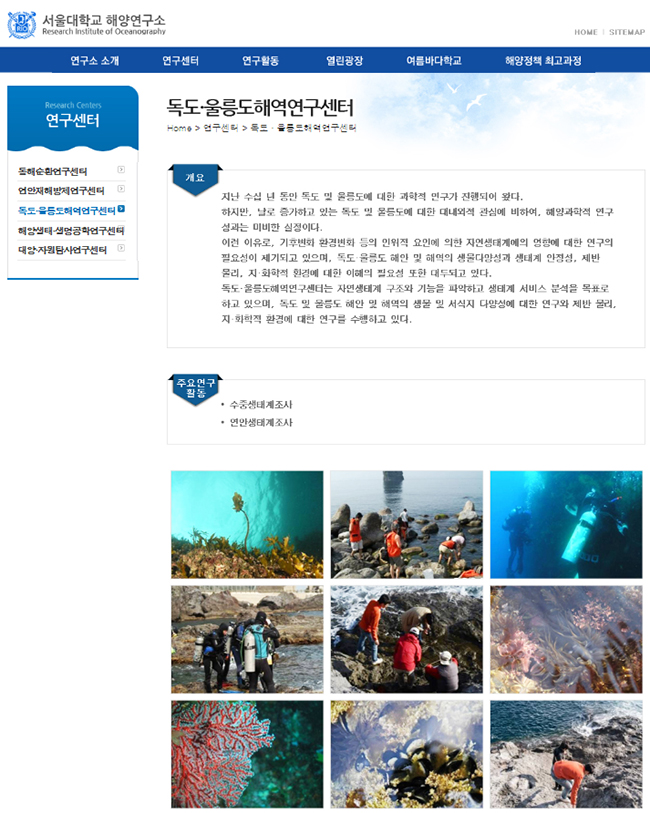 서울대학교 해양연구소
Research Institute of Oceanography
HOME | SITEMAP
연구소 소개 연구센터 연구활동 열린광장 여름바다학교 해양정책 최고과정
Research Centers
연구센터
동해순환연구센터
연안재해방제연구센터
독도·울릉도해역연구센터
해양생태·생명공학연구센터
대양·자원탐사연구센터
독도·울릉도해역연구센터
Home > 연구센터 > 독도·울릉도해역연구센터
개요
지난 수십 년 동안 독도 및 울릉도에 대한 과학적 연구가 진행되어 왔다.
하지만, 날로 증가하고 있는 독도 및 울릉도에 대한 대내외적 관심에 비하여, 해양과학적 연구
성과는 미비한 실정이다.
이런 이유로, 기후변화 환경변화 등의 인위적 요인에 의한 자연생태계에의 영향에 대한 연구의
필요성이 제기되고 있으며, 독도·울릉도 해안 및 해역의 생물다양성과 생태계 안정성, 제반
물리, 지·화학적 환경에 대한 이해의 필요성 또한 대두되고 있다.
독도·울릉도해역연구센터는 자연생태계 구조와 기능을 파악하고 생태계 서비스 분석을 목표로
하고 있으며, 독도 및 울릉도 해안 및 해역의 생물 및 서식지 다양성에 대한 연구와 제반 물리,
지·화학적 환경에 대한 연구를 수행하고 있다.
주요연구
활동
• 수중생태계조사
• 연안생태계조사